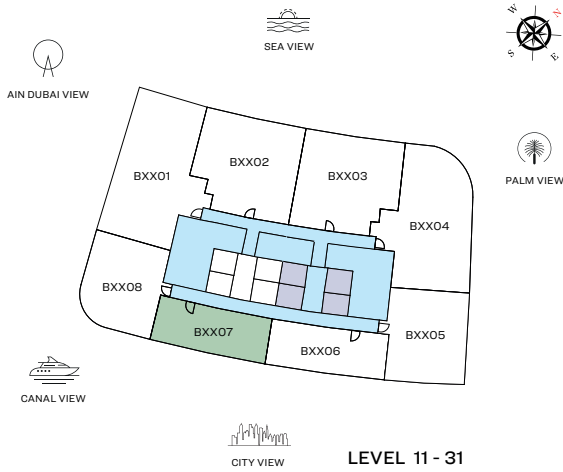 SEA VIEW
W
N
S
E
AIN DUBAI VIEW
PALM VIEW
BXX01
BXX02
BXX03
BXX04
BXX08
BXX07
BXX06
BXX05
CANAL VIEW
CITY VIEW
LEVEL 11 - 31